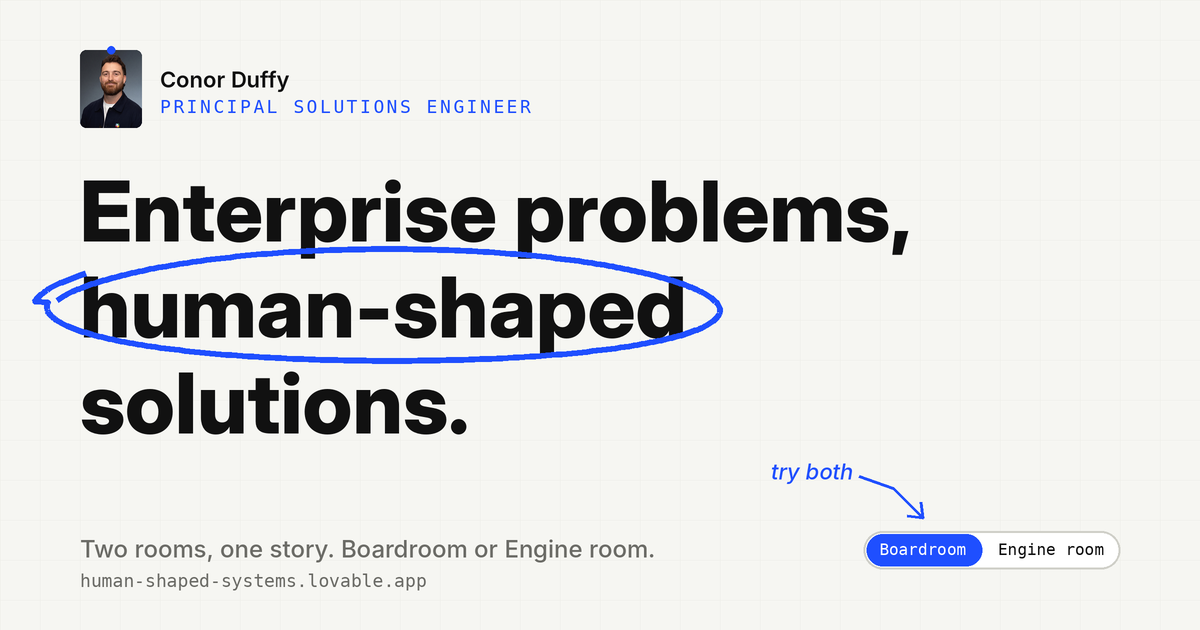 Conor Duffy
PRINCIPAL SOLUTIONS ENGINEER
Enterprise problems,
human-shaped
solutions.
try both
Two rooms, one story. Boardroom or Engine room.
Boardroom
Engine room
human-shaped-systems.lovable.app